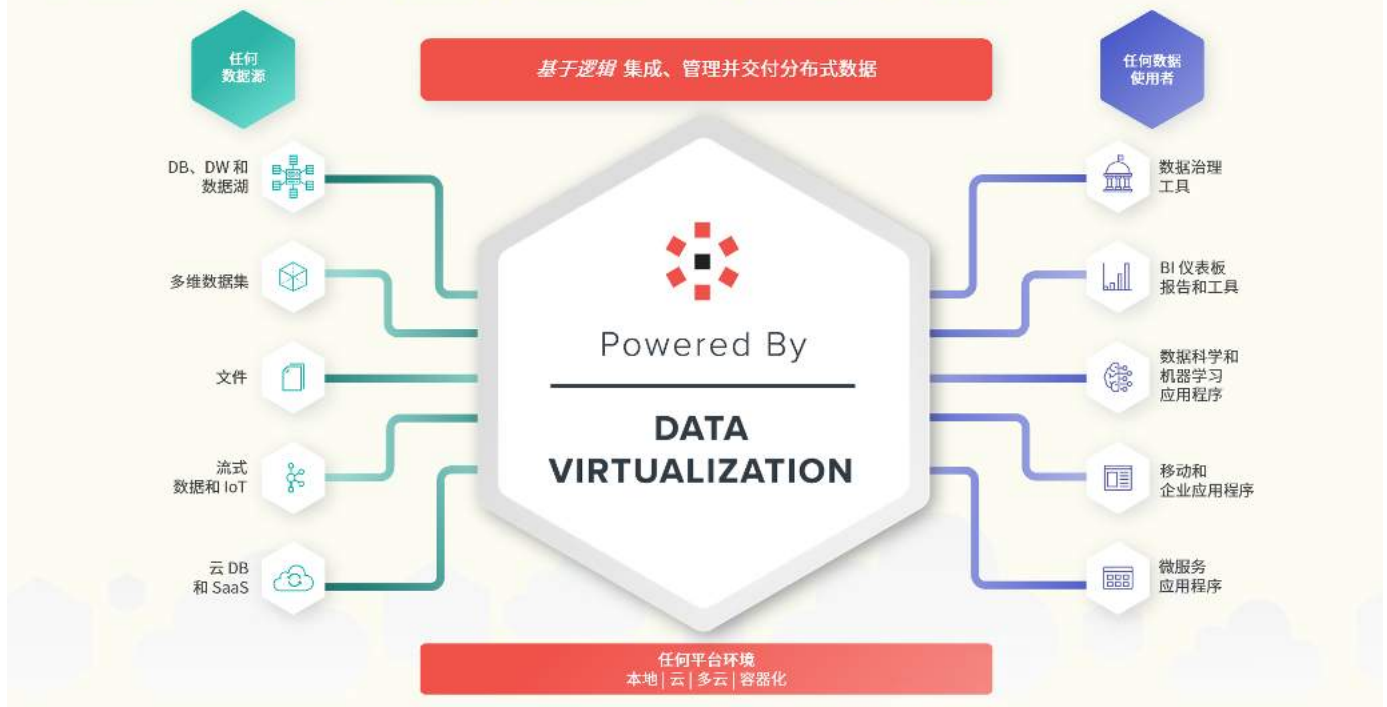 任何
数据源
基于逻辑 集成、管理并交付分布式数据
任何数据
使用者
DB、DW 和
数据湖
多维数据集
文件
流式
数据和 IoT
云 DB
和 SaaS
Powered By
DATA
VIRTUALIZATION
数据治理
工具
BI 仪表板
报告和工具
数据科学和
机器学习
应用程序
移动和
企业应用程序
微服务
应用程序
任何平台环境
本地 | 云 | 多云 | 容器化